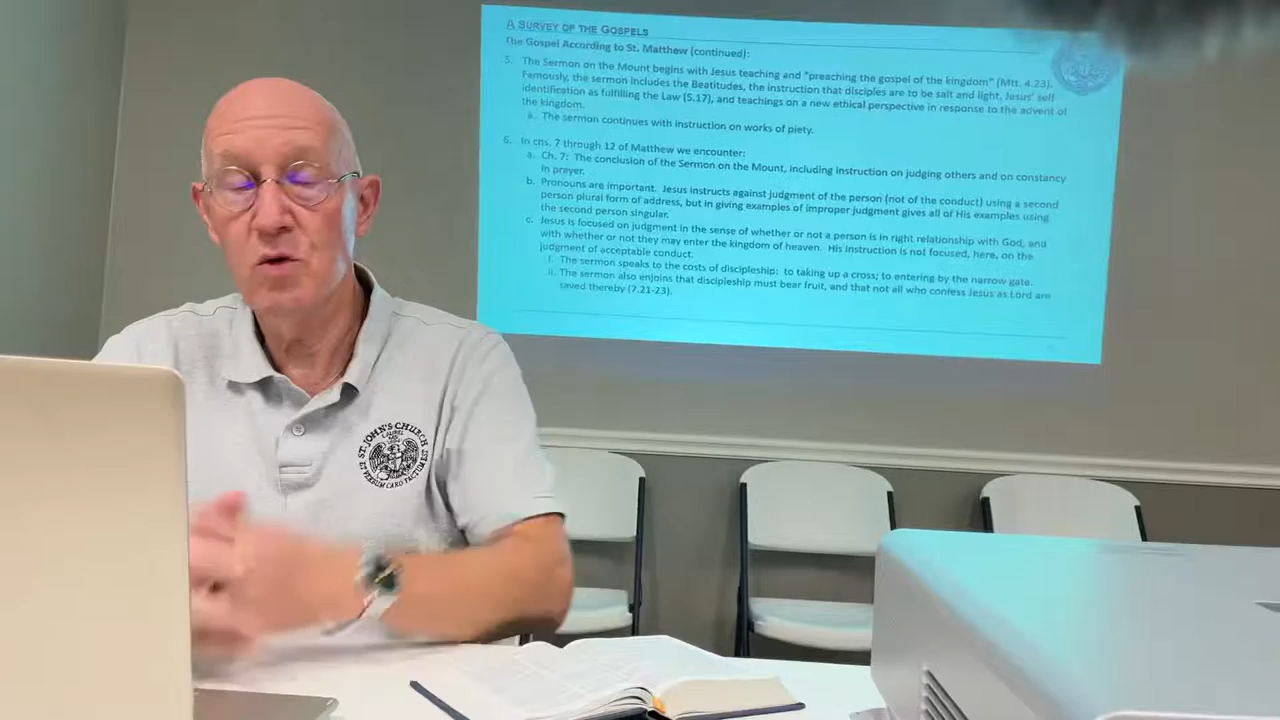 A SURVEY OF THE GOSPELS
The Gospel According to St. Matthew (continued):
5. The Sermon on the Mount begins with Jesus teaching and "preaching the gospel of the kingdom" (Mtt. 4.23).
Famously, the sermon includes the Beatitudes, the instruction that disciples are to be salt and light, Jesus' self
identification as fulfilling the Law (5.17), and teachings on a new ethical perspective in response to the advent of
the kingdom.
a. The sermon continues with instruction on works of piety.
6. In chs. 7 through 12 of Matthew we encounter:
a. Ch. 7: The conclusion of the Sermon on the Mount, including instruction on judging others and on constancy
in prayer.
b. Pronouns are important. Jesus instructs against judgment of the person (not of the conduct) using a second
person plural form of address, but in giving examples of improper judgment gives all of His examples using
the second person singular.
c. Jesus is focused on judgment in the sense of whether or not a person is in right relationship with God, and
with whether or not they may enter the kingdom of heaven. His instruction is not focused, here, on the
judgment of acceptable conduct.
i. The sermon speaks to the costs of discipleship: to taking up a cross; to entering by the narrow gate.
ii. The sermon also enjoins that discipleship must bear fruit, and that not all who confess Jesus as Lord are
saved thereby (7.21-23).
ST. JOHN'S CHURCH
LAUREL
ET VERBUM CARO FACTUM EST